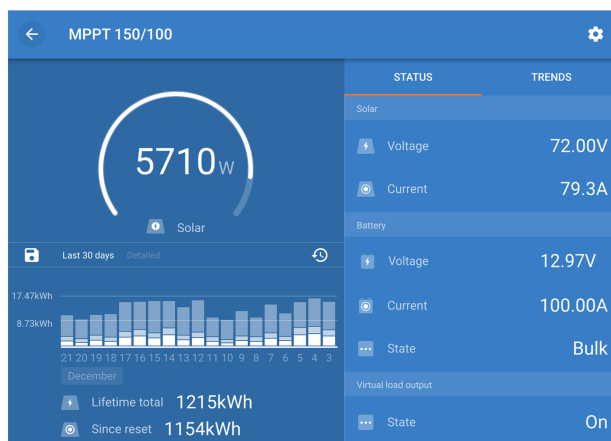 MPPT 150/100
5710W
Solar
Last 30 days Detailed
17.47kWh
8.73kWh
21 20 19 18 17 16 15 14 13 12 11 10 9 8 7 6 5 4 3
December
Lifetime total 1215kWh
Since reset 1154kWh
STATUS TRENDS
Solar
Voltage 72.00V
Current 79.3A
Battery
Voltage 12.97V
Current 100.00A
State Bulk
Virtual load output
State On